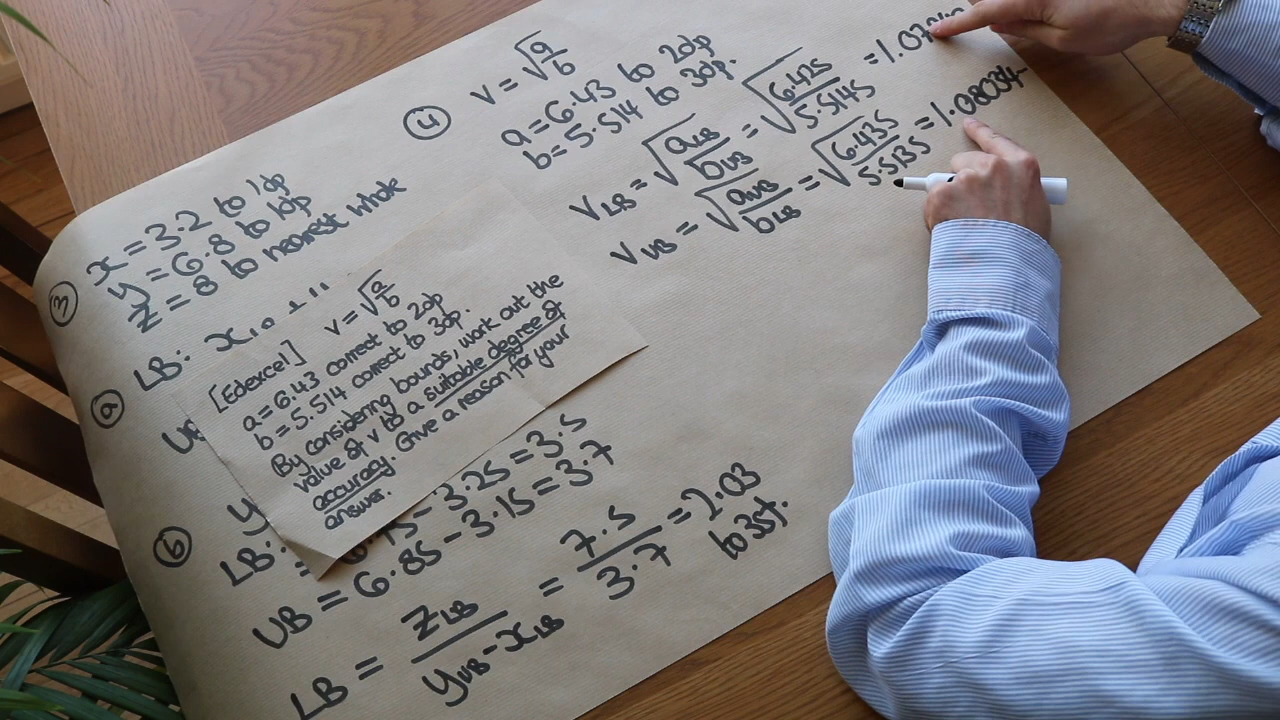 ③ x = 3.2 to 1dp
y = 6.8 to 1dp
z = 8 to nearest whole
ⓐ LB:
UB
ⓑ y
LB: = 6.75 - 3.25 = 3.5
UB = 6.85 - 3.15 = 3.7
LB = z_LB / (y_UB - x_LB) = 7.5 / 3.7 = 2.03
to 3sf.
[Edexcel] v = √(a/b)
a = 6.43 correct to 2dp
b = 5.514 correct to 3dp.
By considering bounds, work out the
value of v to a suitable degree of
accuracy. Give a reason for your
answer.
④ v = √(a/b)
a = 6.43 to 2dp
b = 5.514 to 3dp.
V_LB = √(a_LB / b_UB) = √(6.425 / 5.5145) = 1.07
V_UB = √(a_UB / b_LB) = √(6.435 / 5.5135) = 1.08034